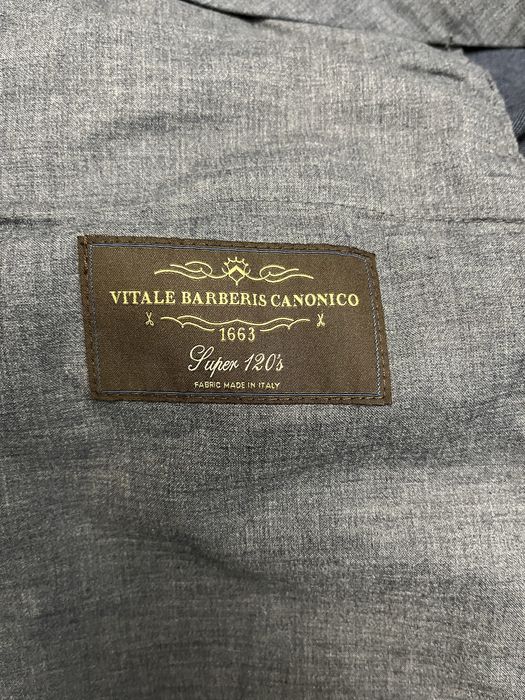 VITALE BARBERIS CANONICO
1663
Super 120's
FABRIC MADE IN ITALY